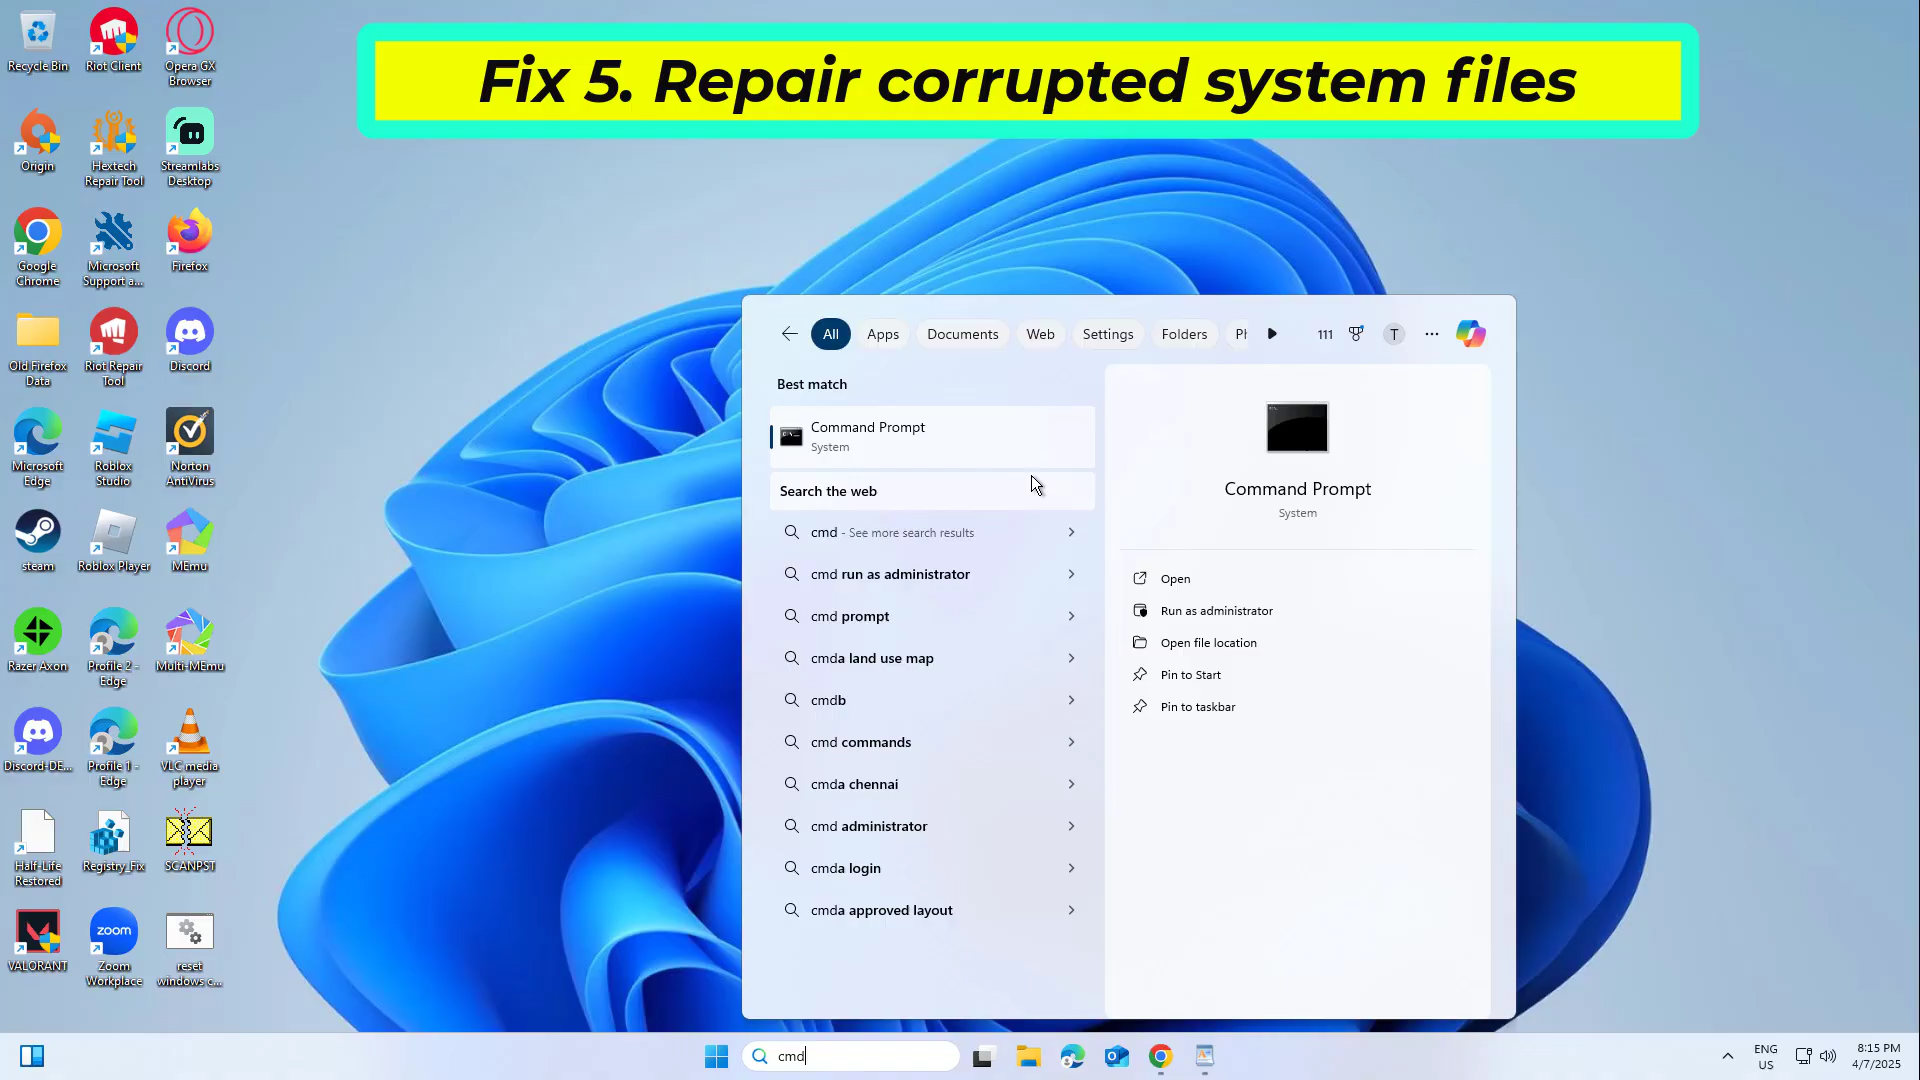 Fix 5. Repair corrupted system files
Recycle Bin
Riot Client
Opera GX
Browser
Origin
Hextech
Repair Tool
Streamlabs
Desktop
Google
Chrome
Microsoft
Support a...
Firefox
Old Firefox
Data
Riot Repair
Tool
Discord
Microsoft
Edge
Roblox
Studio
Norton
AntiVirus
steam
Roblox Player
MEmu
Razer Axon
Profile 2 -
Edge
Multi-MEmu
Discord-DE...
Profile 1 -
Edge
VLC media
player
Half-Life
Restored
Registry_Fix
SCANPST
VALORANT
zoom
Zoom
Workplace
reset
windows c...
All
Apps
Documents
Web
Settings
Folders
Ph
111
T
Best match
Command Prompt
System
Search the web
cmd - See more search results
cmd run as administrator
cmd prompt
cmda land use map
cmdb
cmd commands
cmda chennai
cmd administrator
cmda login
cmda approved layout
Command Prompt
System
Open
Run as administrator
Open file location
Pin to Start
Pin to taskbar
cmd
ENG
US
8:15 PM
4/7/2025